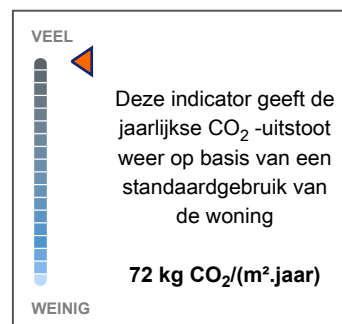 VEEL
Deze indicator geeft de
jaarlijkse CO₂ -uitstoot
weer op basis van een
standaardgebruik van
de woning
72 kg CO₂/(m².jaar)
WEINIG